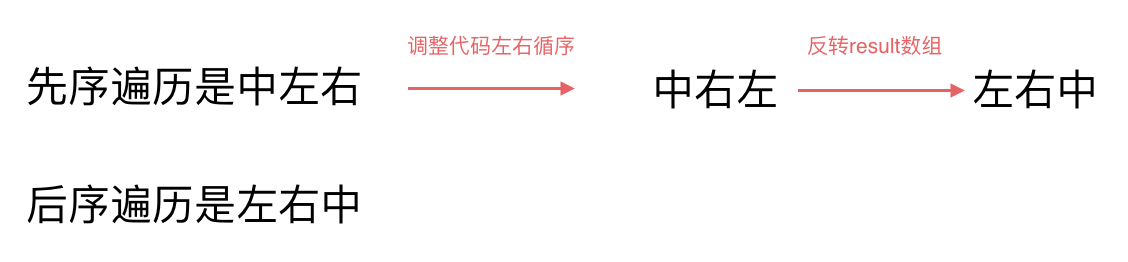 调整代码左右循序
反转result数组
先序遍历是中左右
中右左
左右中
后序遍历是左右中